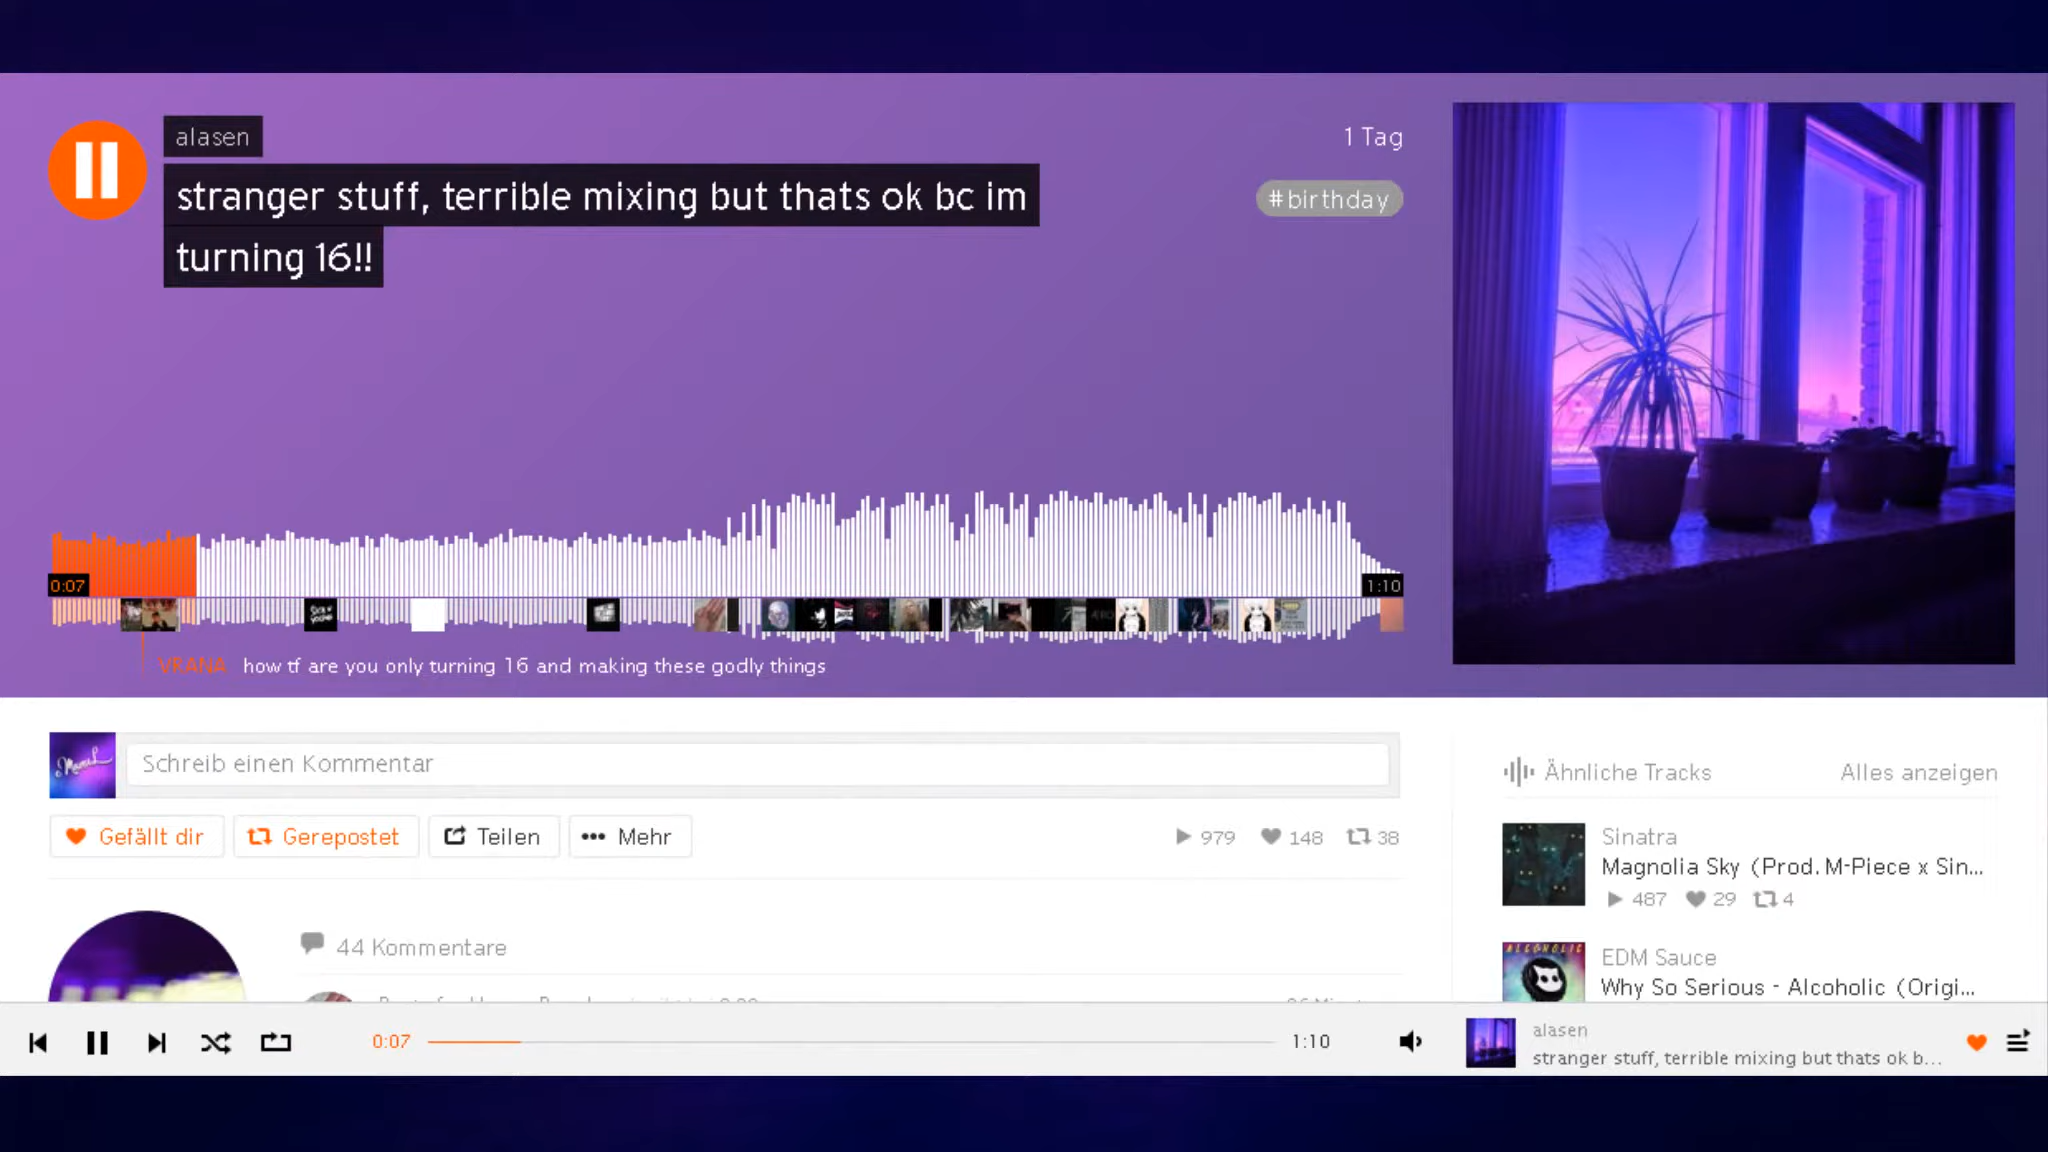 alasen
stranger stuff, terrible mixing but thats ok bc im
turning 16!!
1 Tag
#birthday
0:07
1:10
VRANA how tf are you only turning 16 and making these godly things
Schreib einen Kommentar
Gefällt dir
Gerepostet
Teilen
Mehr
979
148
38
44 Kommentare
Ähnliche Tracks
Alles anzeigen
Sinatra
Magnolia Sky (Prod. M-Piece x Sin...
487
29
4
EDM Sauce
Why So Serious - Alcoholic (Origi...
0:07
1:10
alasen
stranger stuff, terrible mixing but thats ok b...